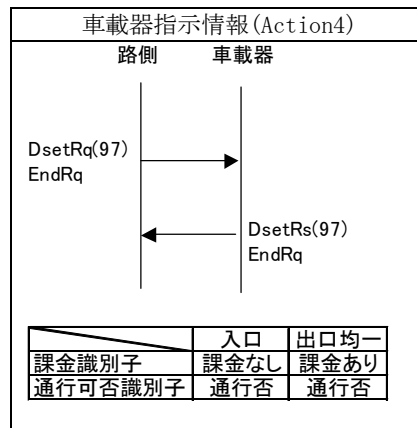 車載器指示情報(Action4)
路側 車載器
DsetRq(97)
EndRq
DsetRs(97)
EndRq
入口 出口均一
課金識別子 課金なし 課金あり
通行可否識別子 通行否 通行否